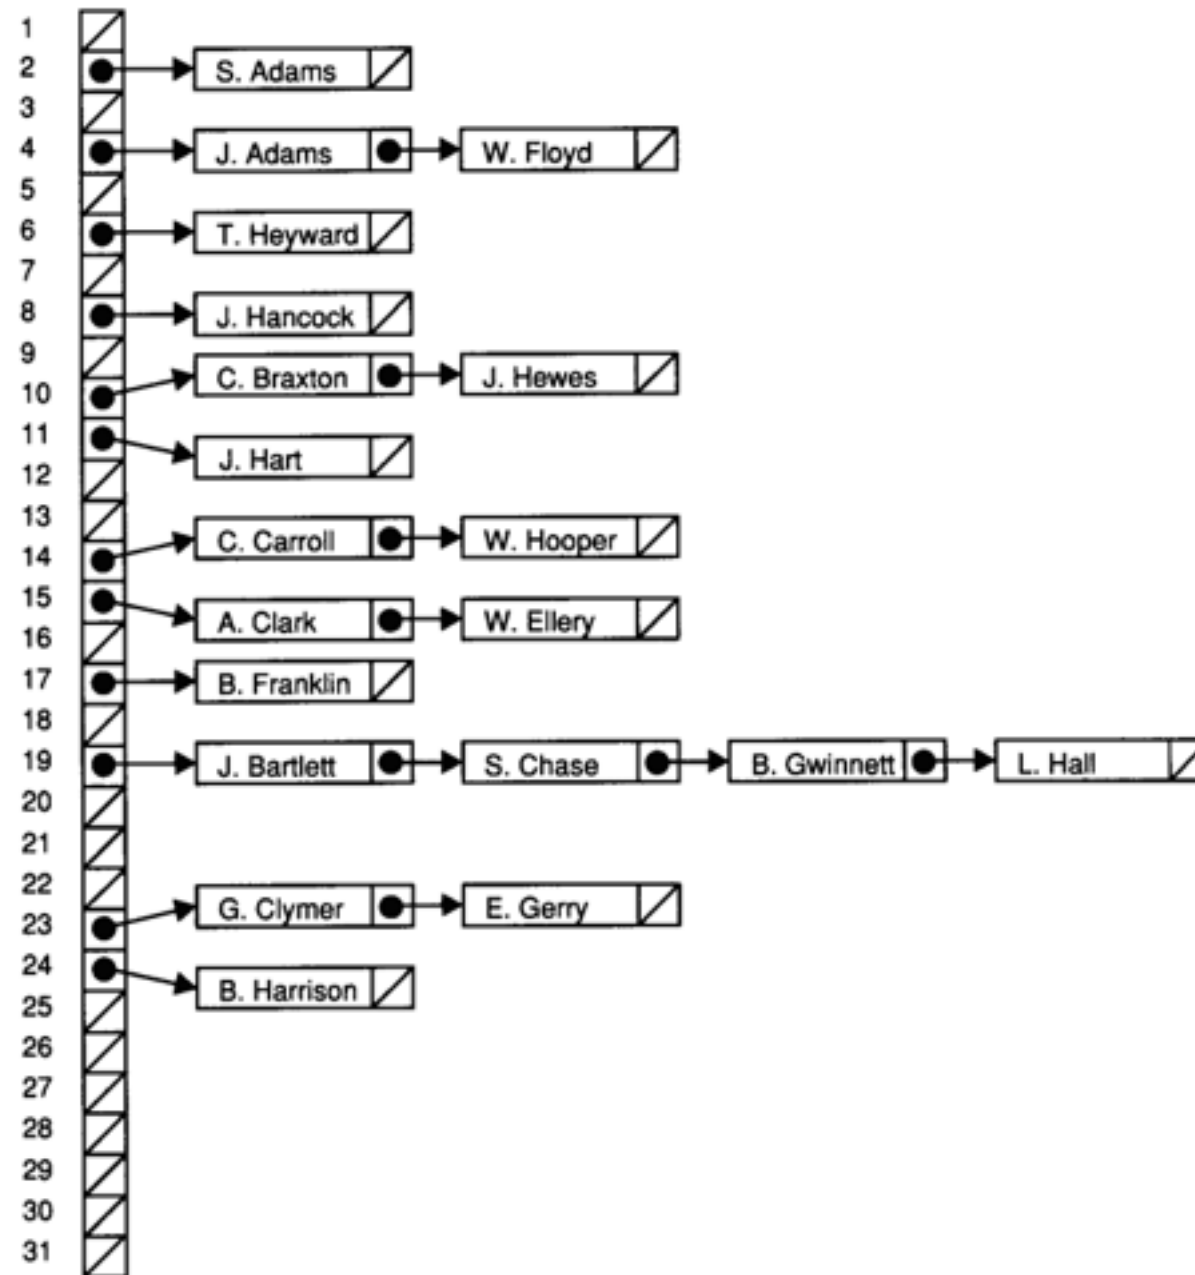 1
2 S. Adams
3
4 J. Adams W. Floyd
5
6 T. Heyward
7
8 J. Hancock
9
10 C. Braxton J. Hewes
11 J. Hart
12
13
14 C. Carroll W. Hooper
15 A. Clark W. Ellery
16
17 B. Franklin
18
19 J. Bartlett S. Chase B. Gwinnett L. Hall
20
21
22
23 G. Clymer E. Gerry
24 B. Harrison
25
26
27
28
29
30
31